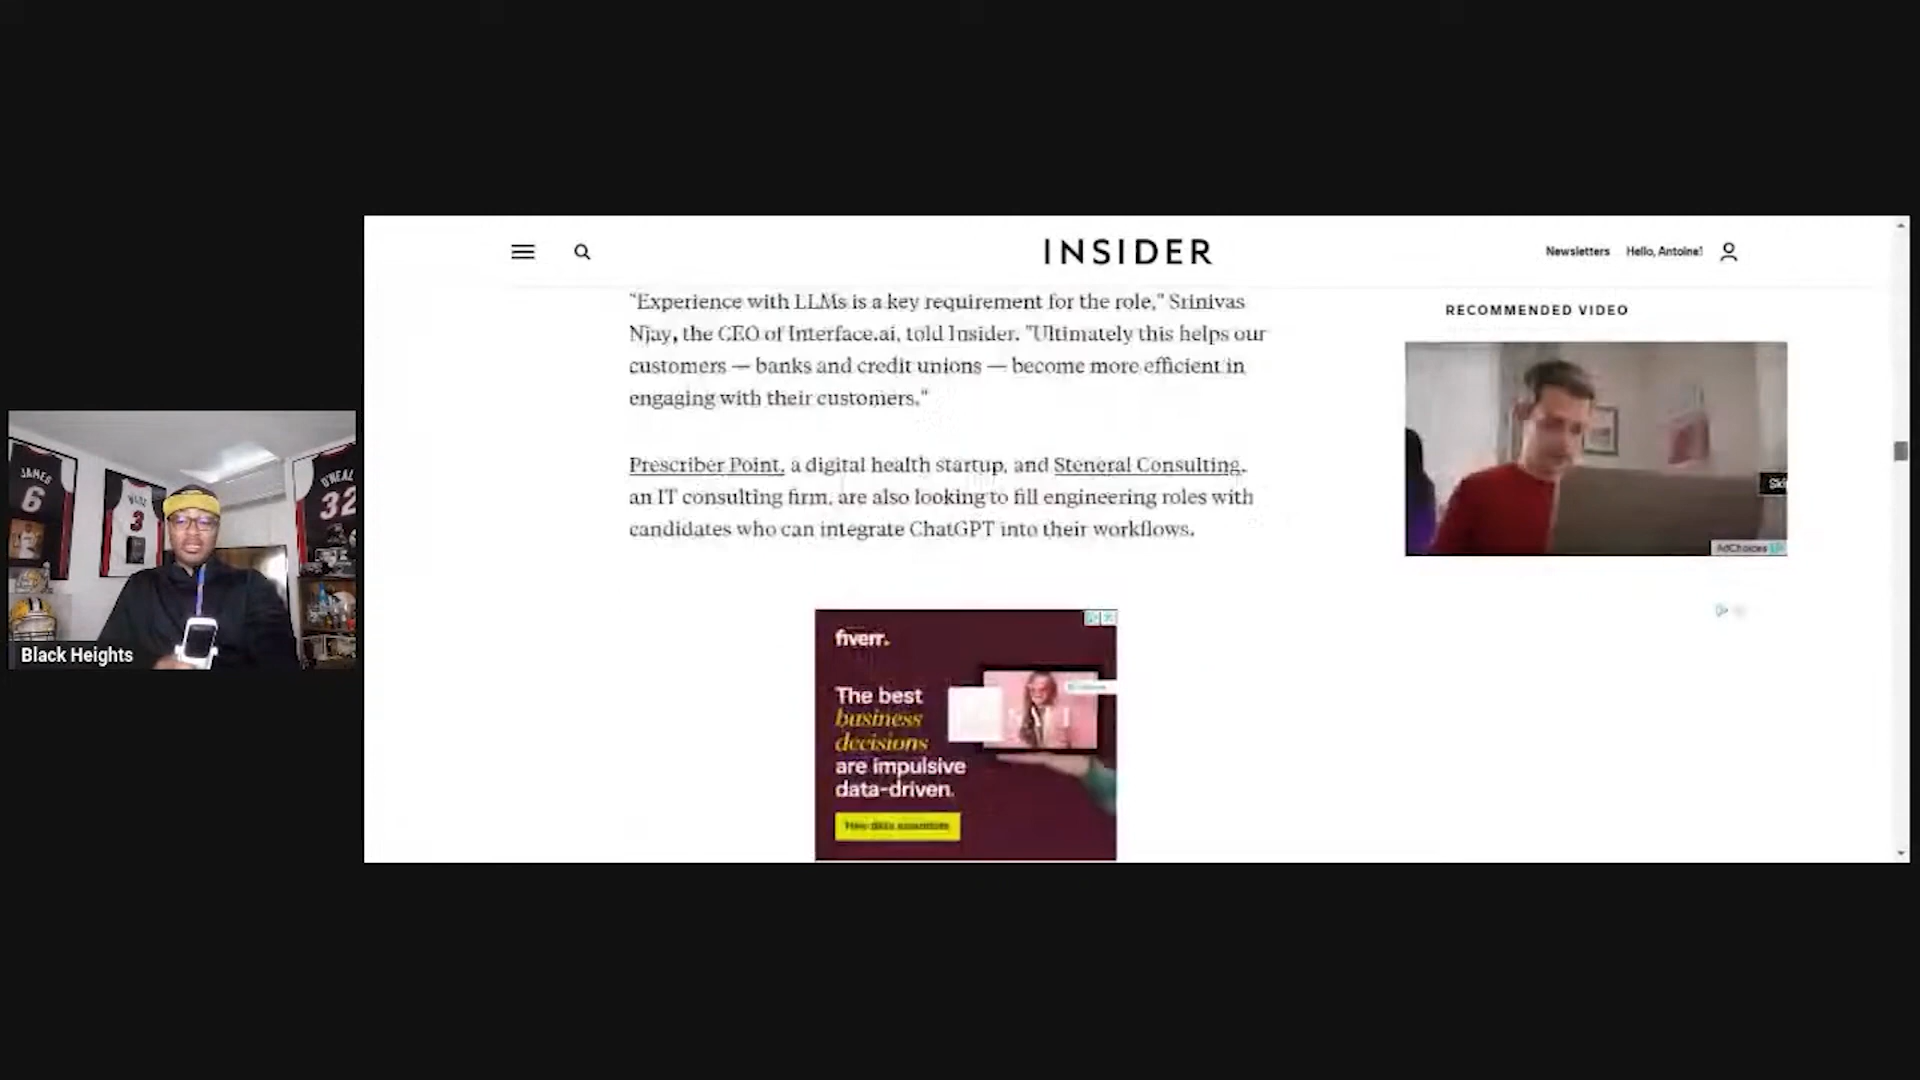 INSIDER
Newsletters
Hello, Antoine!
"Experience with LLMs is a key requirement for the role," Srinivas
Njay, the CEO of Interface.ai, told Insider. "Ultimately this helps our
customers — banks and credit unions — become more efficient in
engaging with their customers."
Prescriber Point, a digital health startup, and Steneral Consulting,
an IT consulting firm, are also looking to fill engineering roles with
candidates who can integrate ChatGPT into their workflows.
RECOMMENDED VIDEO
AdChoices
fiverr.
The best
business
decisions
are impulsive
data-driven.
JAMES
6
3
O'NEAL
32
Black Heights